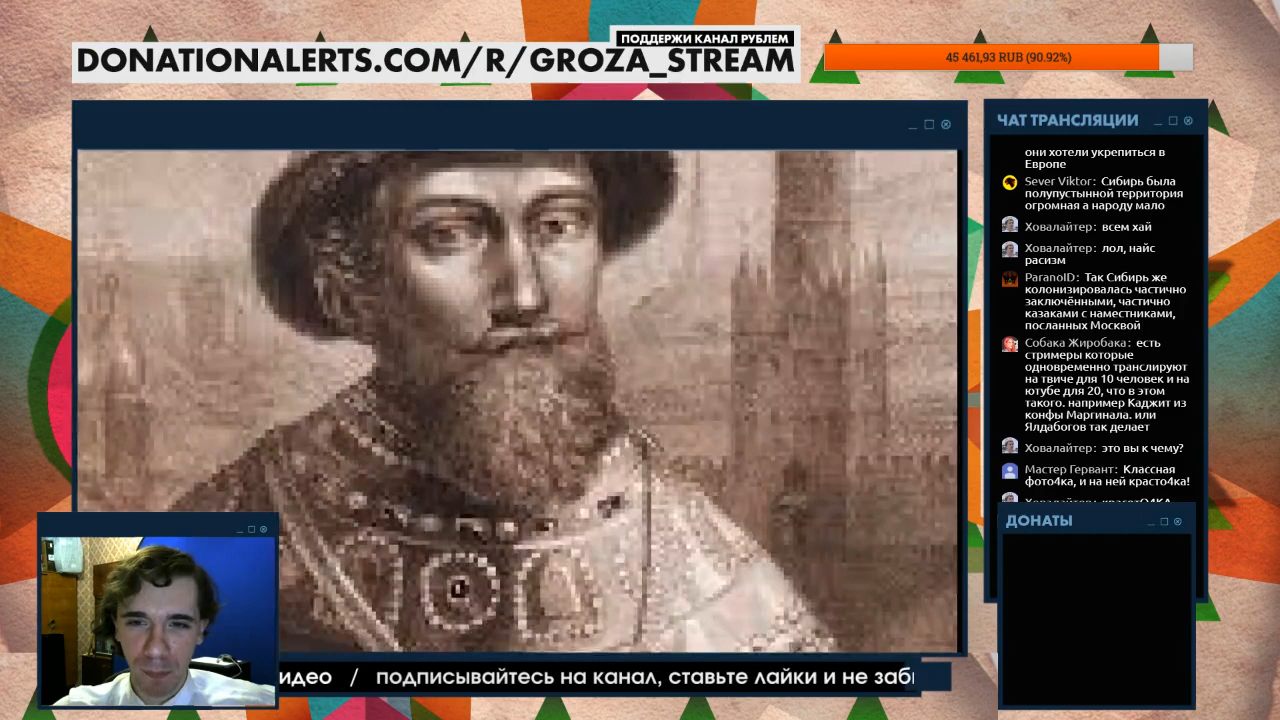 ПОДДЕРЖИ КАНАЛ РУБЛЕМ
DONATIONALERTS.COM/R/GROZA_STREAM
45 461,93 RUB (90.92%)
ЧАТ ТРАНСЛЯЦИИ
они хотели укрепиться в
Европе
Sever Viktor: Сибирь была
полупустынной территория
огромная а народу мало
Ховалайтер: всем хай
Ховалайтер: лол, найс
расизм
ParanoID: Так Сибирь же
колонизировалась частично
заключёнными, частично
казаками с наместниками,
посланных Москвой
Собака Жиробака: есть
стримеры которые
одновременно транслируют
на твиче для 10 человек и на
ютубе для 20, что в этом
такого. например Каджит из
конфы Маргинала. или
Ялдабогов так делает
Ховалайтер: это вы к чему?
Мастер Гервант: Классная
фото4ка, и на ней красто4ка!
ДОНАТЫ
идео / подписывайтесь на канал, ставьте лайки и не заб